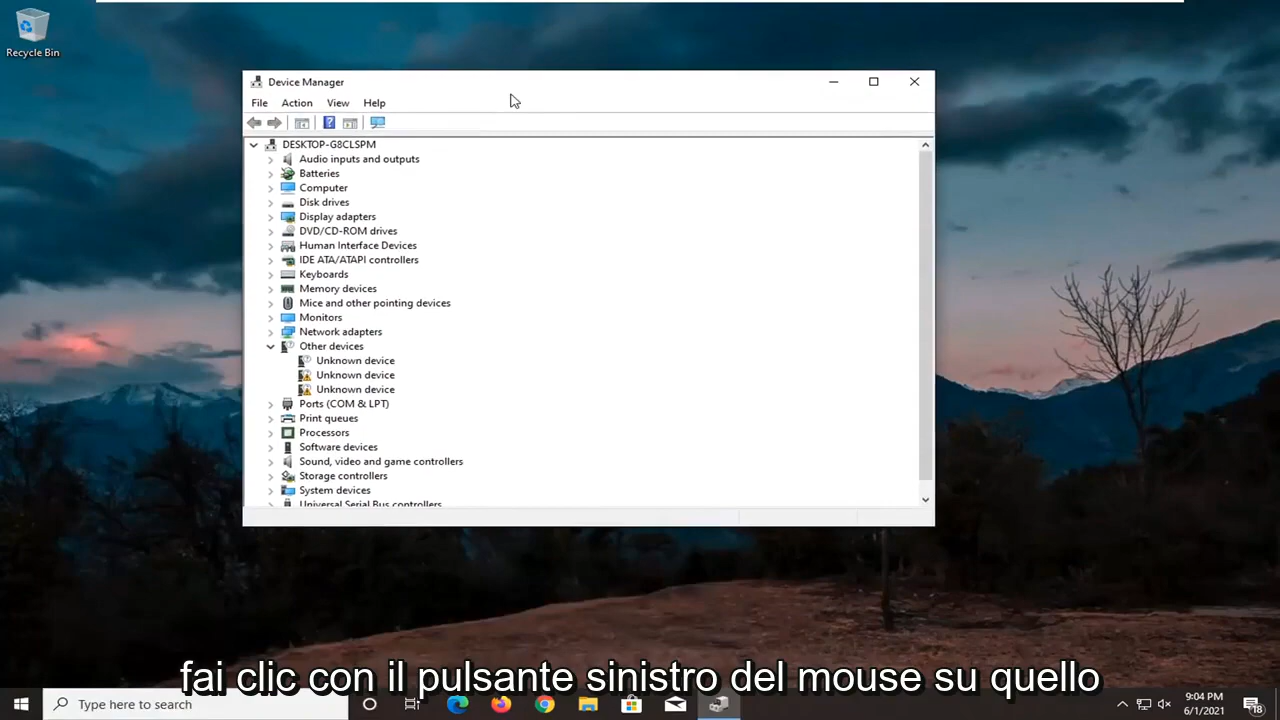 Recycle Bin
Device Manager
File Action View Help
DESKTOP-G8CLSPM
Audio inputs and outputs
Batteries
Computer
Disk drives
Display adapters
DVD/CD-ROM drives
Human Interface Devices
IDE ATA/ATAPI controllers
Keyboards
Memory devices
Mice and other pointing devices
Monitors
Network adapters
Other devices
Unknown device
Unknown device
Unknown device
Ports (COM & LPT)
Print queues
Processors
Software devices
Sound, video and game controllers
Storage controllers
System devices
Universal Serial Bus controllers
fai clic con il pulsante sinistro del mouse su quello
Type here to search
9:04 PM
6/1/2021
18